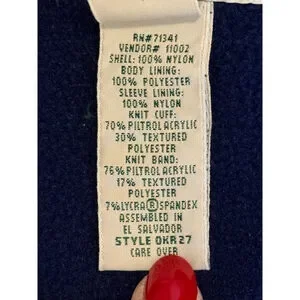 RN#71341
VENDOR# 11002
SHELL: 100% NYLON
BODY LINING:
100% POLYESTER
SLEEVE LINING:
100% NYLON
KNIT CUFF:
70% PILTROL ACRYLIC
30% TEXTURED
POLYESTER
KNIT BAND:
76% PILTROL ACRYLIC
17% TEXTURED
POLYESTER
7% LYCRA®SPANDEX
ASSEMBLED IN
EL SALVADOR
STYLE OKR27
CARE OVER